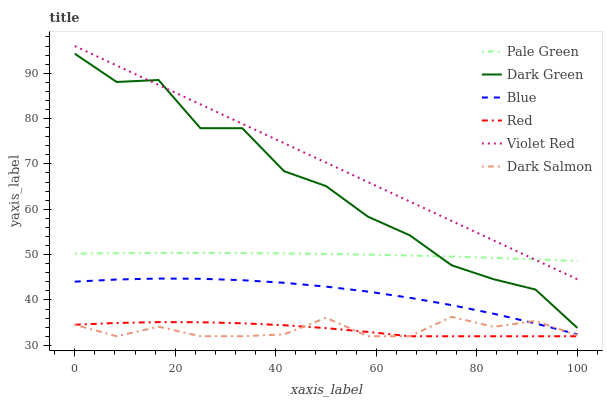 title
Pale Green
Dark Green
Blue
Red
Violet Red
Dark Salmon
yaxis_label
90
80
70
60
50
40
30
0
20
40
60
80
100
xaxis_label